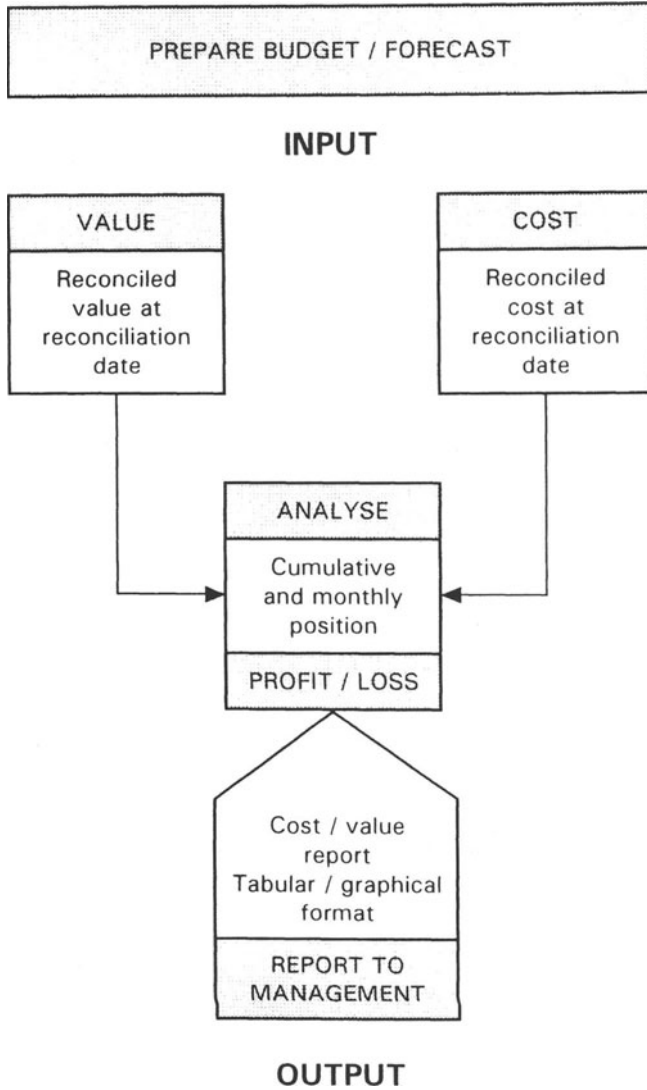 PREPARE BUDGET / FORECAST
INPUT
VALUE
Reconciled
value at
reconciliation
date
COST
Reconciled
cost at
reconciliation
date
ANALYSE
Cumulative
and monthly
position
PROFIT / LOSS
Cost / value
report
Tabular / graphical
format
REPORT TO
MANAGEMENT
OUTPUT